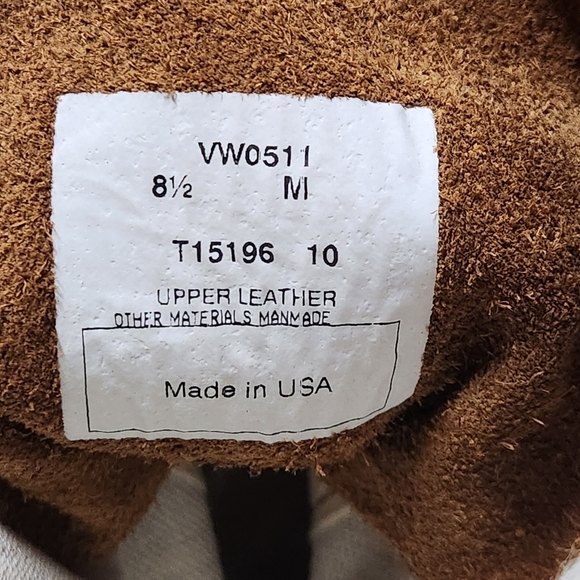 VW0511
8½ M
T15196 10
UPPER LEATHER
OTHER MATERIALS MANMADE
Made in USA